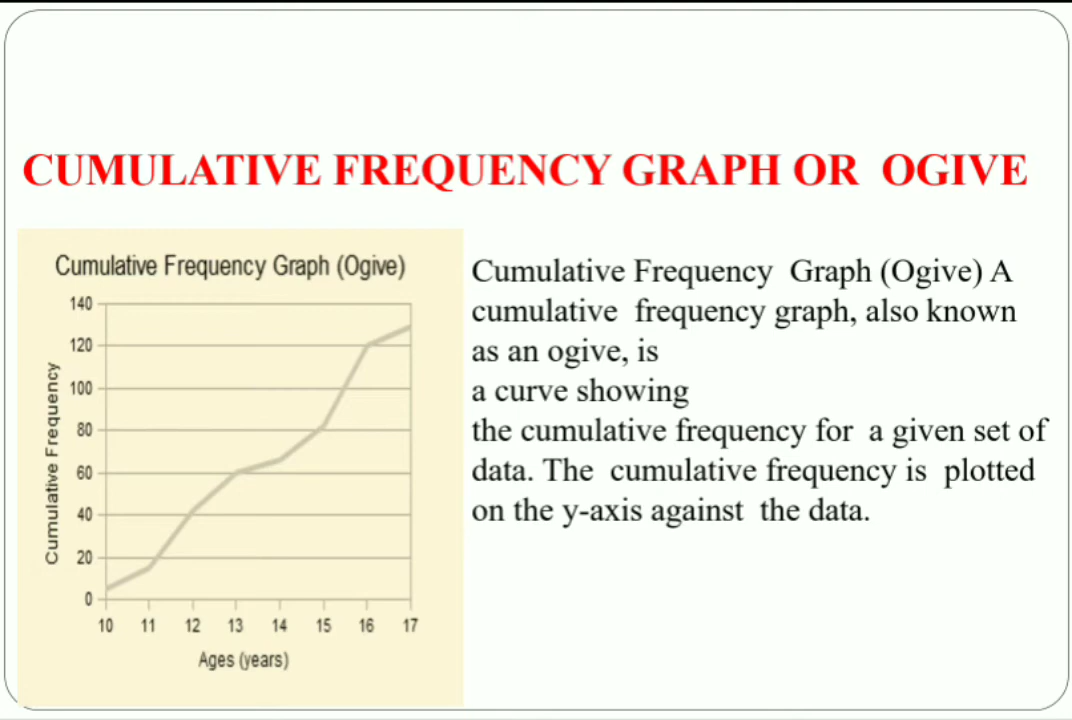 CUMULATIVE FREQUENCY GRAPH OR OGIVE
Cumulative Frequency Graph (Ogive)
140
120
100
80
60
40
20
0
Cumulative Frequency
10 11 12 13 14 15 16 17
Ages (years)
Cumulative Frequency Graph (Ogive) A
cumulative frequency graph, also known
as an ogive, is
a curve showing
the cumulative frequency for a given set of
data. The cumulative frequency is plotted
on the y-axis against the data.